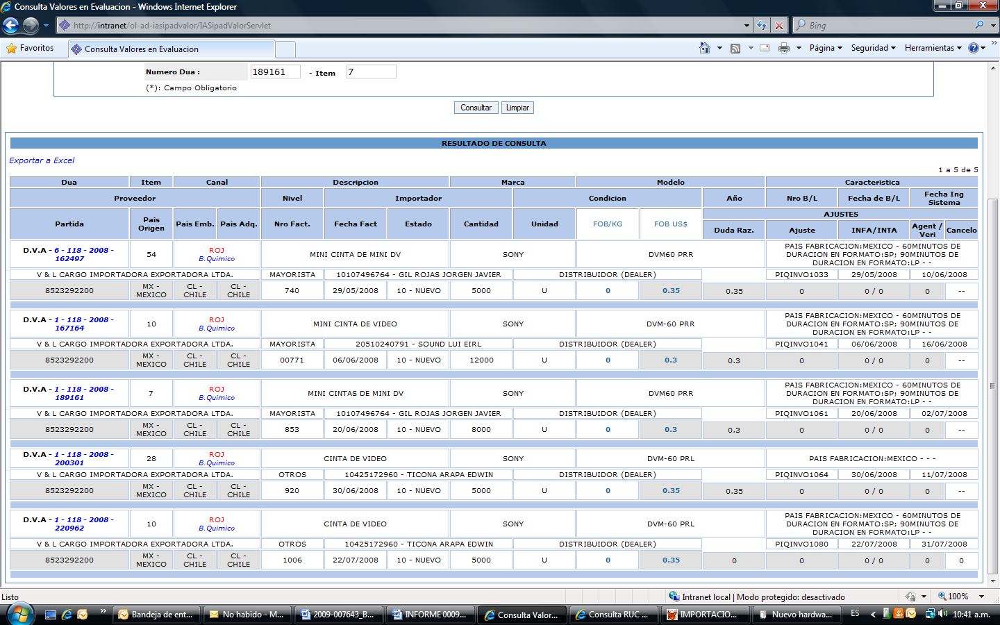 Consulta Valores en Evaluacion - Windows Internet Explorer
http://intranet/ol-ad-iasipadvalor/IASipadValorServlet
Bing
Favoritos
Consulta Valores en Evaluacion
Página
Seguridad
Herramientas
Numero Dua : 189161 - Item 7
(*): Campo Obligatorio
Consultar Limpiar
RESULTADO DE CONSULTA
Exportar a Excel
1 a 5 de 5
Dua Item Canal Descripcion Marca Modelo Caracteristica
Proveedor Nivel Importador Condicion Año Nro B/L Fecha de B/L Fecha Ing Sistema
Partida Pais Origen Pais Emb. Pais Adq. Nro Fact. Fecha Fact Estado Cantidad Unidad FOB/KG FOB US$ AJUSTES
Duda Raz. Ajuste INFA/INTA Agent / Veri Cancelo
D.V.A - 6 - 118 - 2008 - 162497 54 ROJ B.Quimico MINI CINTA DE MINI DV SONY DVM60 PRR PAIS FABRICACION:MEXICO - 60MINUTOS DE DURACION EN FORMATO:SP; 90MINUTOS DE DURACION EN FORMATO:LP - -
V & L CARGO IMPORTADORA EXPORTADORA LTDA. MAYORISTA 10107496764 - GIL ROJAS JORGEN JAVIER DISTRIBUIDOR (DEALER) PIQINVO1033 29/05/2008 10/06/2008
8523292200 MX - MEXICO CL - CHILE CL - CHILE 740 29/05/2008 10 - NUEVO 5000 U 0 0.35 0.35 0 0 / 0 0 --
D.V.A - 1 - 118 - 2008 - 167164 10 ROJ B.Quimico MINI CINTA DE VIDEO SONY DVM-60 PRR PAIS FABRICACION:MEXICO - 60MINUTOS DE DURACION EN FORMATO:SP; 90MINUTOS DE DURACION EN FORMATO:LP - -
V & L CARGO IMPORTADORA EXPORTADORA LTDA. MAYORISTA 20510240791 - SOUND LUI EIRL DISTRIBUIDOR (DEALER) PIQINVO1041 06/06/2008 16/06/2008
8523292200 MX - MEXICO CL - CHILE CL - CHILE 00771 06/06/2008 10 - NUEVO 12000 U 0 0.3 0.3 0 0 / 0 0 --
D.V.A - 1 - 118 - 2008 - 189161 7 ROJ B.Quimico MINI CINTAS DE MINI DV SONY DVM60 PRR PAIS FABRICACION:MEXICO - 60MINUTOS DE DURACION EN FORMATO:SP; 90MINUTOS DE DURACION EN FORMATO:LP - -
V & L CARGO IMPORTADORA EXPORTADORA LTDA. MAYORISTA 10107496764 - GIL ROJAS JORGEN JAVIER DISTRIBUIDOR (DEALER) PIQINVO1061 20/06/2008 02/07/2008
8523292200 MX - MEXICO CL - CHILE CL - CHILE 853 20/06/2008 10 - NUEVO 8000 U 0 0.3 0.3 0 0 / 0 0 --
D.V.A - 1 - 118 - 2008 - 200301 28 ROJ B.Quimico CINTA DE VIDEO SONY DVM-60 PRL PAIS FABRICACION:MEXICO - - -
V & L CARGO IMPORTADORA EXPORTADORA LTDA. OTROS 10425172960 - TICONA ARAPA EDWIN DISTRIBUIDOR (DEALER) PIQINVO1064 30/06/2008 11/07/2008
8523292200 MX - MEXICO CL - CHILE CL - CHILE 920 30/06/2008 10 - NUEVO 5000 U 0 0.35 0.35 0 0 / 0 0 --
D.V.A - 1 - 118 - 2008 - 220962 10 ROJ B.Quimico CINTA DE VIDEO SONY DVM-60 PRL PAIS FABRICACION:MEXICO - 60MINUTOS DE DURACION EN FORMATO:SP; 90MINUTOS DE DURACION EN FORMATO:LP - -
V & L CARGO IMPORTADORA EXPORTADORA LTDA. OTROS 10425172960 - TICONA ARAPA EDWIN DISTRIBUIDOR (DEALER) PIQINVO1080 22/07/2008 31/07/2008
8523292200 MX - MEXICO CL - CHILE CL - CHILE 1006 22/07/2008 10 - NUEVO 5000 U 0 0.35 0 0 0 / 0 0 0
Listo
Intranet local | Modo protegido: desactivado
100%
Bandeja de ent...
No habido - M...
2009-007643_B...
INFORME 0009...
Consulta Valor...
Consulta RUC ...
IMPORTACIO...
Nuevo hardwa...
ES
10:41 a.m.